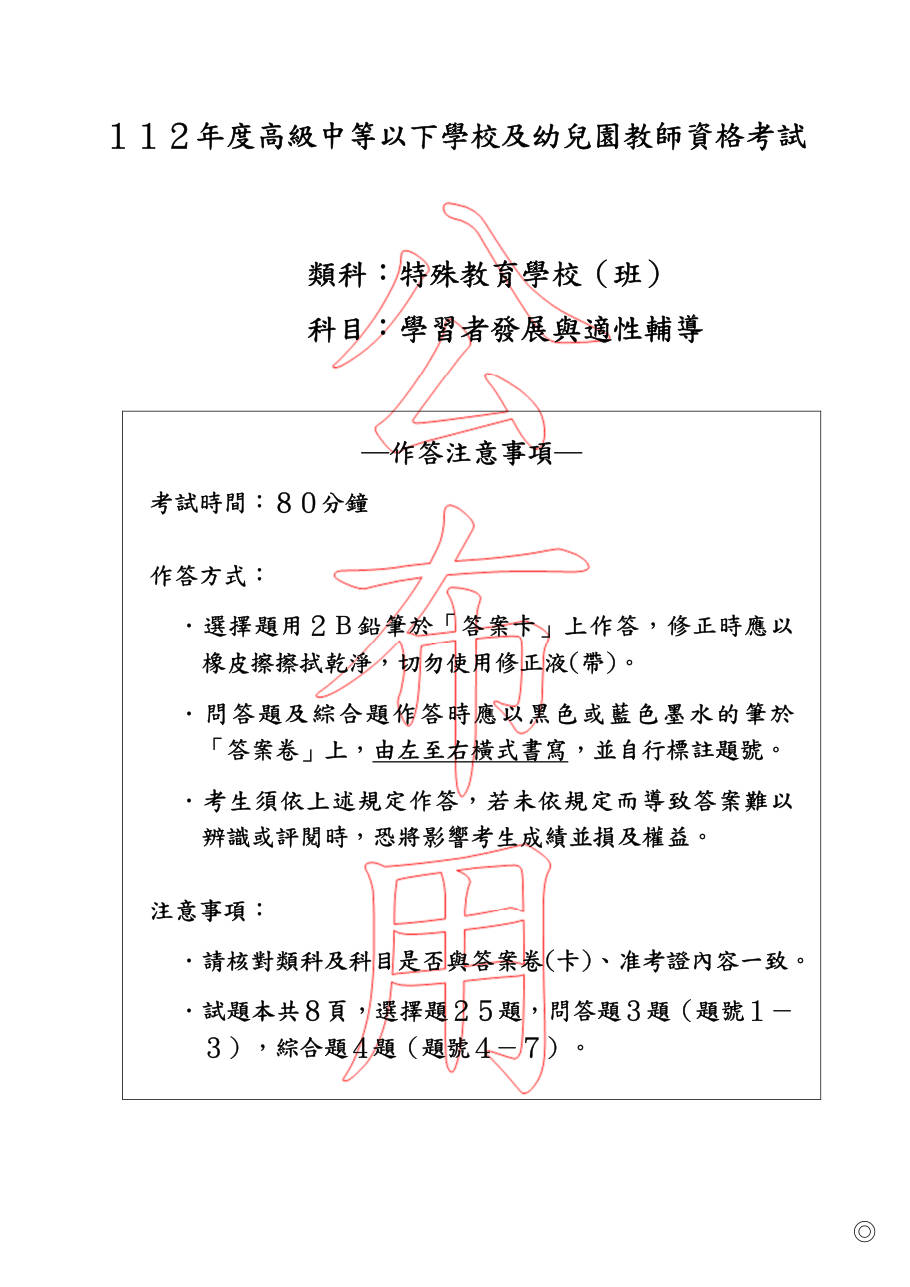 １１２年度高級中等以下學校及幼兒園教師資格考試
類科：特殊教育學校（班）
科目：學習者發展與適性輔導
—作答注意事項—
考試時間：８０分鐘
作答方式：
．選擇題用２Ｂ鉛筆於「答案卡」上作答，修正時應以
橡皮擦擦拭乾淨，切勿使用修正液(帶)。
．問答題及綜合題作答時應以黑色或藍色墨水的筆於
「答案卷」上，由左至右橫式書寫，並自行標註題號。
．考生須依上述規定作答，若未依規定而導致答案難以
辨識或評閱時，恐將影響考生成績並損及權益。
注意事項：
．請核對類科及科目是否與答案卷(卡)、准考證內容一致。
．試題本共８頁，選擇題２５題，問答題３題（題號１－
３），綜合題４題（題號４－７）。
公布用
◎